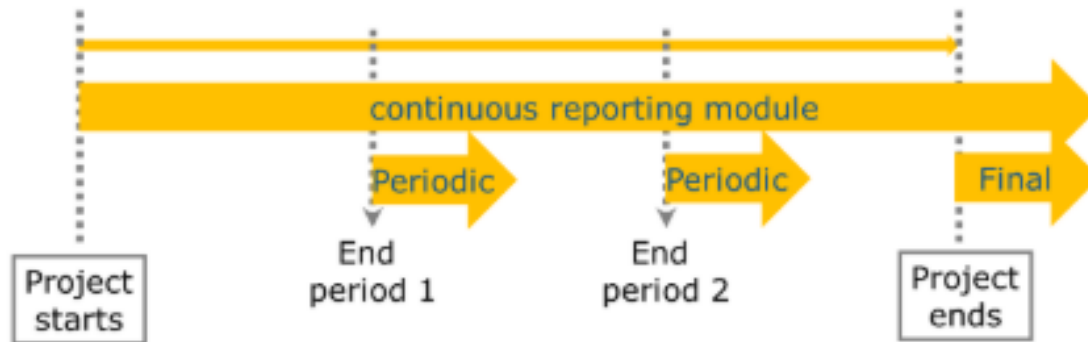 continuous reporting module
Periodic
Periodic
Final
Project
starts
End
period 1
End
period 2
Project
ends